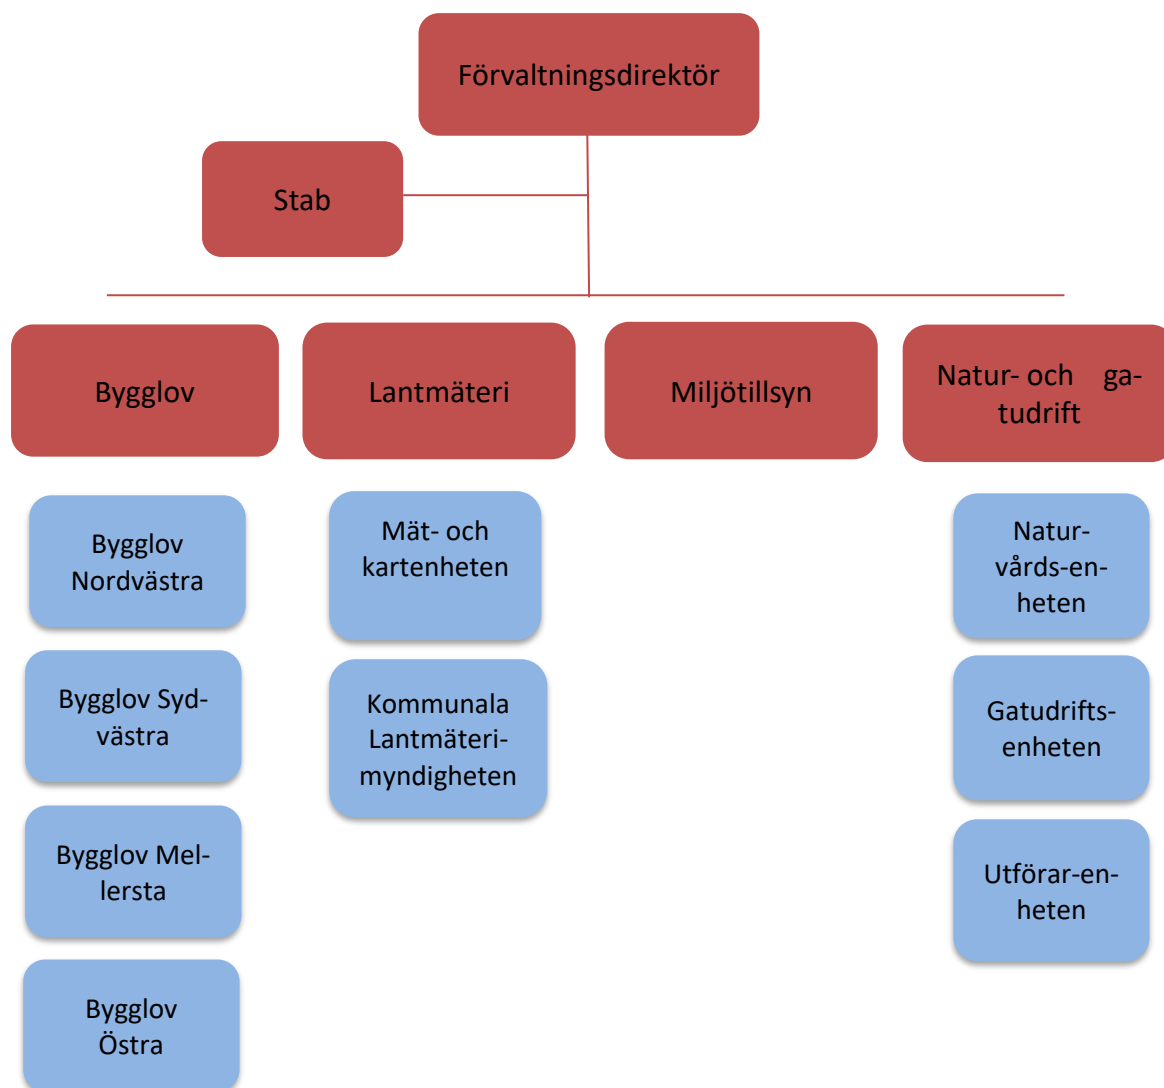 Förvaltningsdirektör
Stab
Bygglov
Lantmäteri
Miljötillsyn
Natur- och ga-
tudrift
Bygglov
Nordvästra
Bygglov Syd-
västra
Bygglov Mel-
lersta
Bygglov
Östra
Mät- och
kartenheten
Kommunala
Lantmäteri-
myndigheten
Natur-
vårds-en-
heten
Gatudrifts-
enheten
Utförar-en-
heten